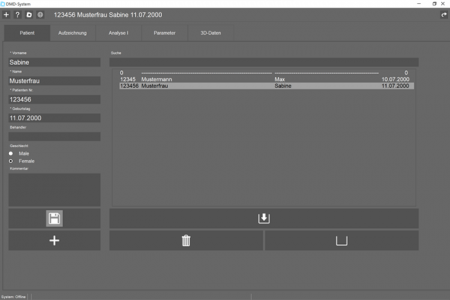 DMD-System
123456 Musterfrau Sabine 11.07.2000
Patient Aufzeichnung Analyse I Parameter 3D-Daten
* Vorname
Sabine
* Name
Musterfrau
* Patienten-Nr.
123456
* Geburtstag
11.07.2000
Behandler
Geschlecht
Male
Female
Kommentar
Suche
0 0
12345 Mustermann Max 10.07.2000
123456 Musterfrau Sabine 11.07.2000
System: Offline